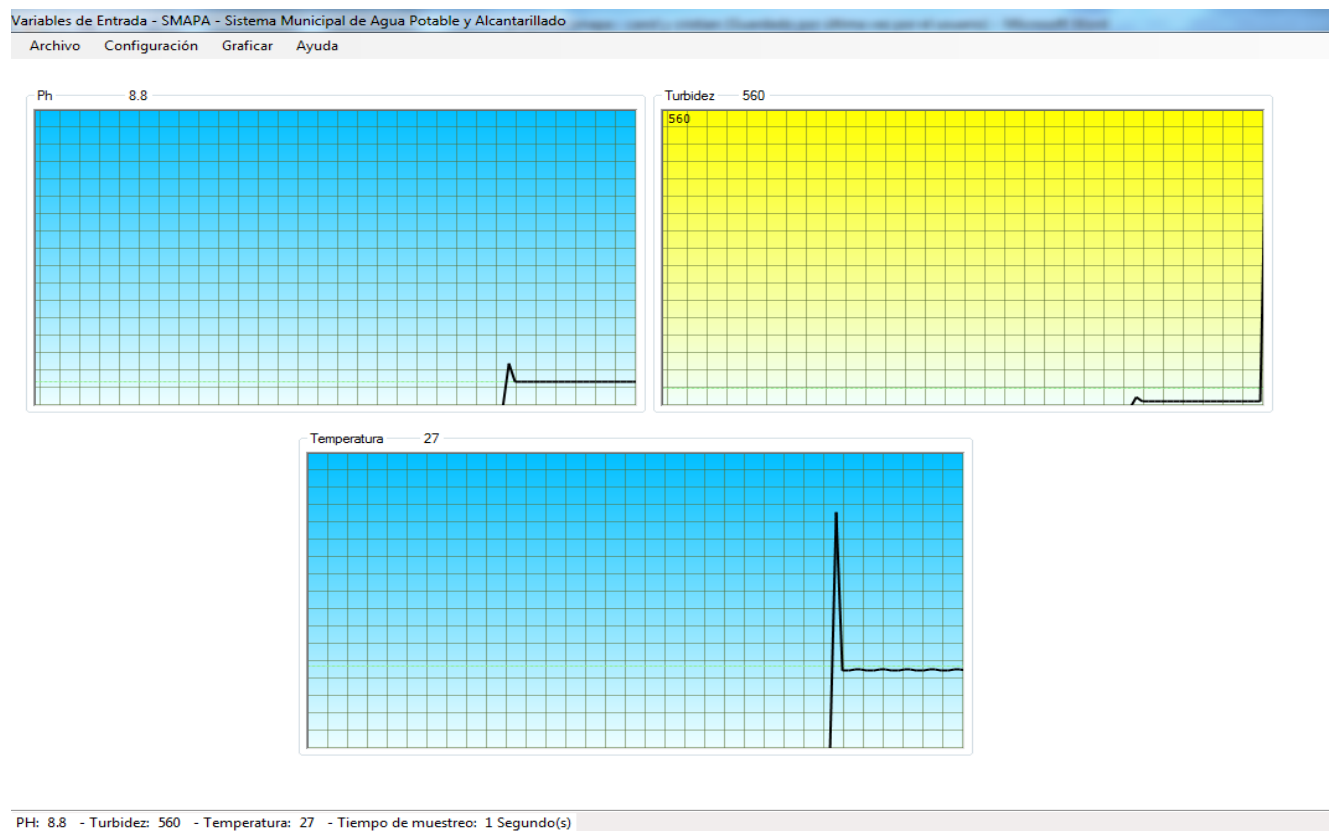 Variables de Entrada - SMAPA - Sistema Municipal de Agua Potable y Alcantarillado
Archivo Configuración Graficar Ayuda
Ph 8.8
Turbidez 560
560
Temperatura 27
PH: 8.8 - Turbidez: 560 - Temperatura: 27 - Tiempo de muestreo: 1 Segundo(s)